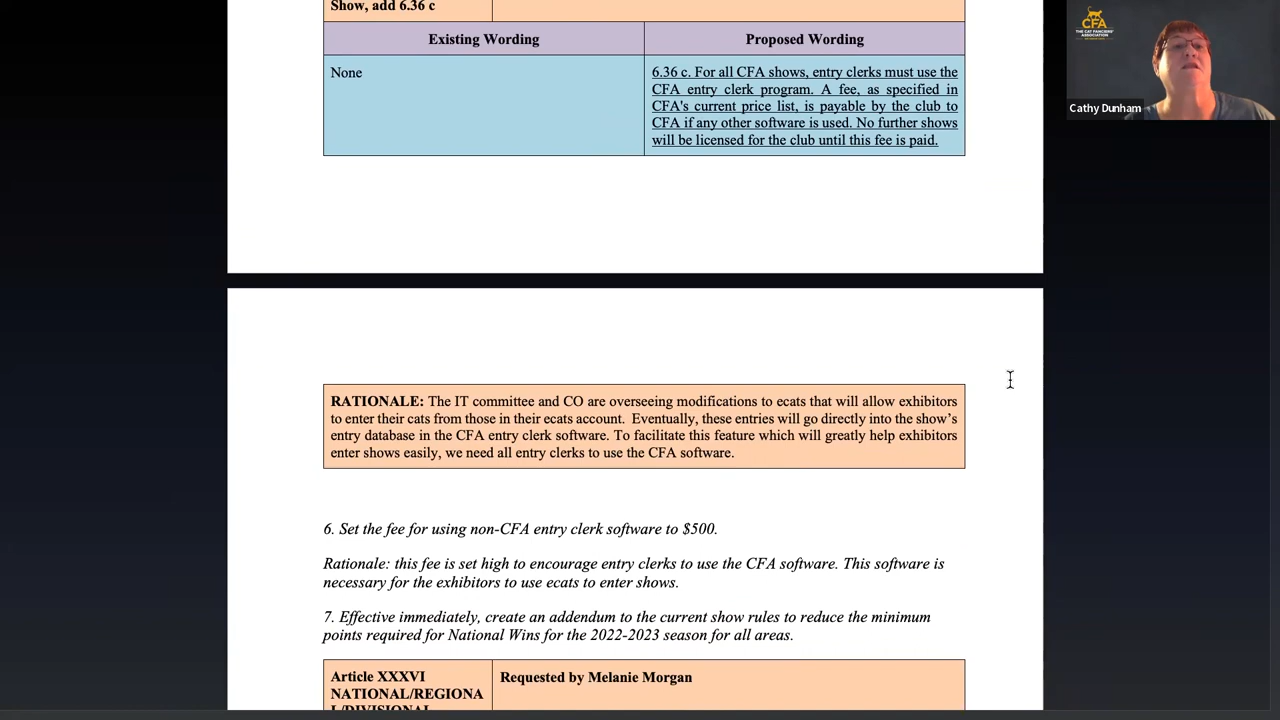 Show, add 6.36 c
Existing Wording
Proposed Wording
None
6.36 c. For all CFA shows, entry clerks must use the
CFA entry clerk program. A fee, as specified in
CFA's current price list, is payable by the club to
CFA if any other software is used. No further shows
will be licensed for the club until this fee is paid.
CFA
THE CAT FANCIERS'
ASSOCIATION
Cathy Dunham
RATIONALE: The IT committee and CO are overseeing modifications to ecats that will allow exhibitors
to enter their cats from those in their ecats account. Eventually, these entries will go directly into the show's
entry database in the CFA entry clerk software. To facilitate this feature which will greatly help exhibitors
enter shows easily, we need all entry clerks to use the CFA software.
6. Set the fee for using non-CFA entry clerk software to $500.
Rationale: this fee is set high to encourage entry clerks to use the CFA software. This software is
necessary for the exhibitors to use ecats to enter shows.
7. Effective immediately, create an addendum to the current show rules to reduce the minimum
points required for National Wins for the 2022-2023 season for all areas.
Article XXXVI
NATIONAL/REGIONA
L/DIVISIONAL
Requested by Melanie Morgan